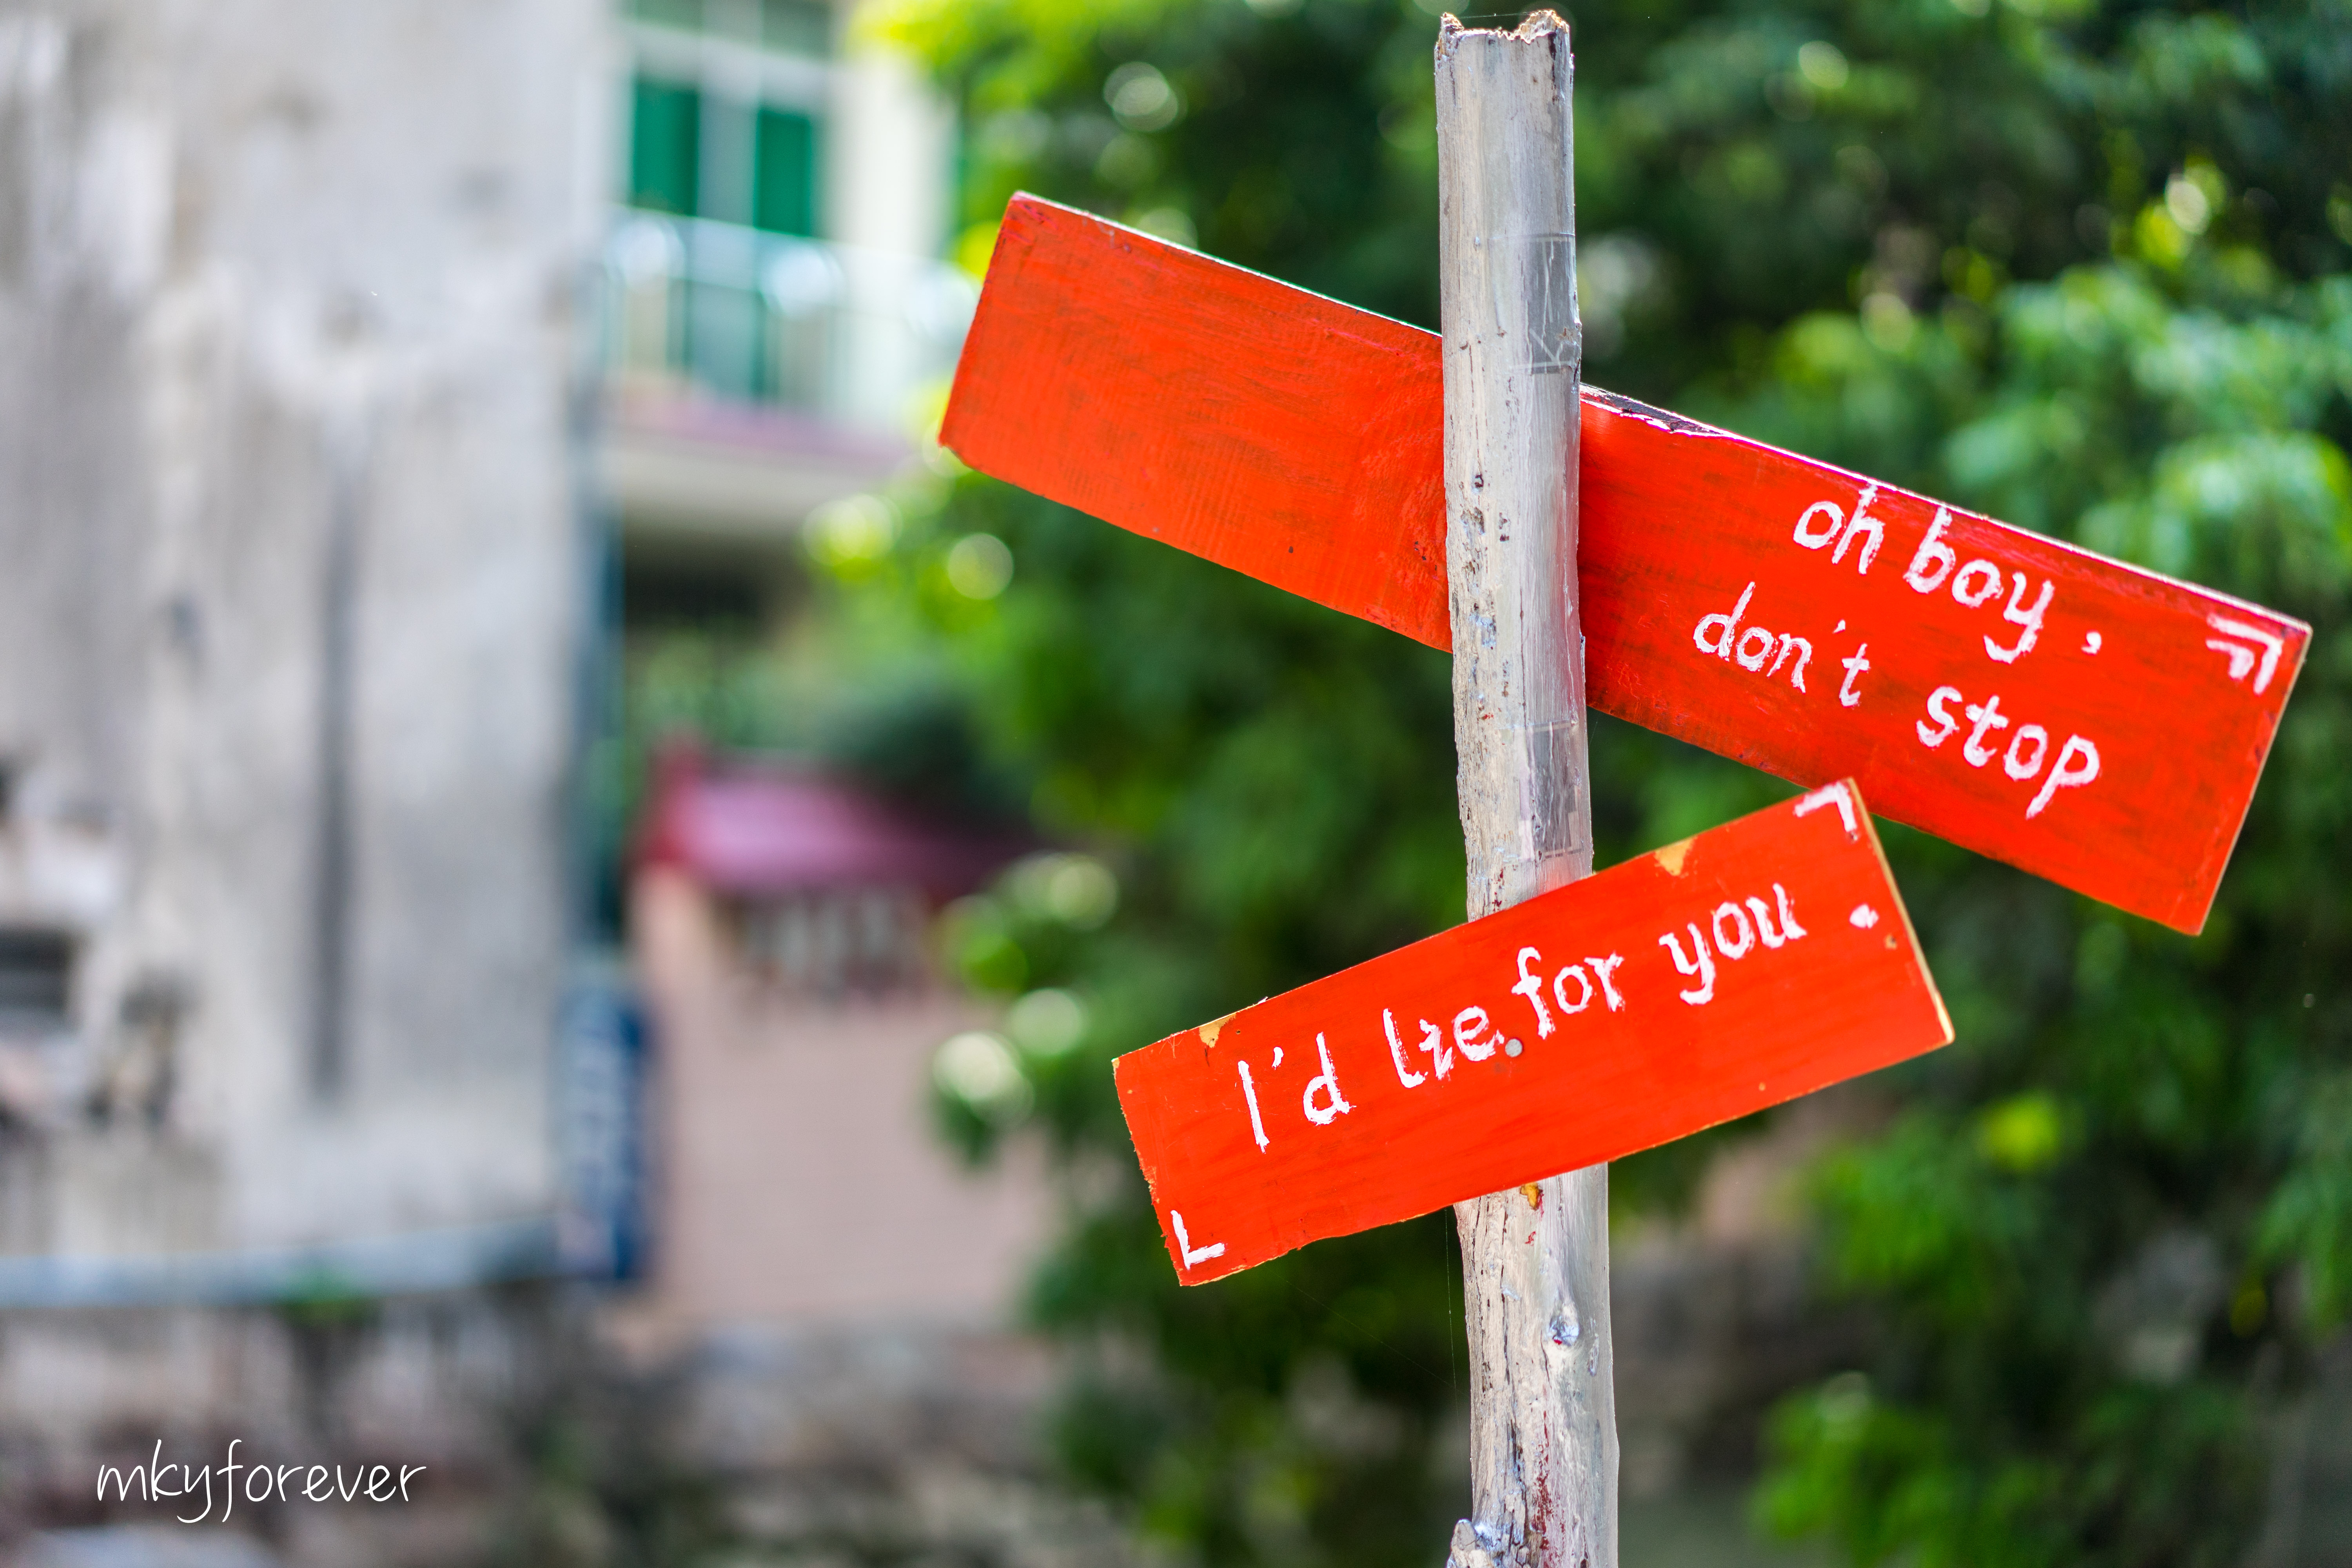 oh boy,
don't stop
I'd lie for you.
mkyforever